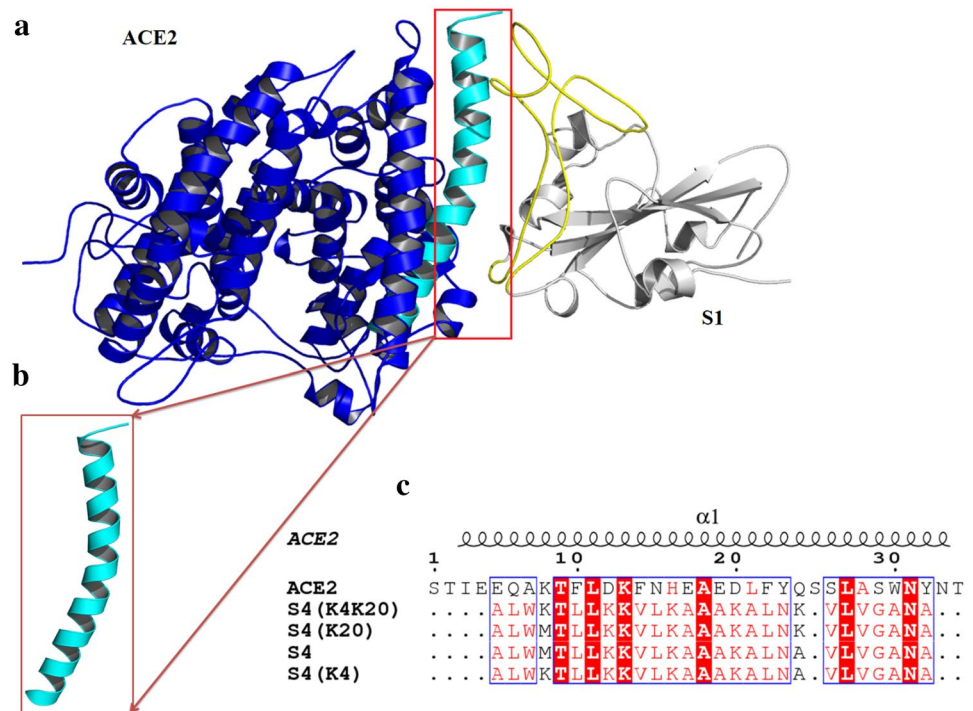 a
ACE2
S1
b
c
α1
ACE2
1 10 20 30
ACE2 STIEEQAKTFLDKFNHEAEDLFYQSSLASWNYNT
S4(K4K20) ....ALWKTLLKKVLKAAAKALNK.VLVGANA..
S4(K20) ....ALWMTLLKKVLKAAAKALNK.VLVGANA..
S4 ....ALWMTLLKKVLKAAAKALNA.VLVGANA..
S4(K4) ....ALWKTLLKKVLKAAAKALNA.VLVGANA..